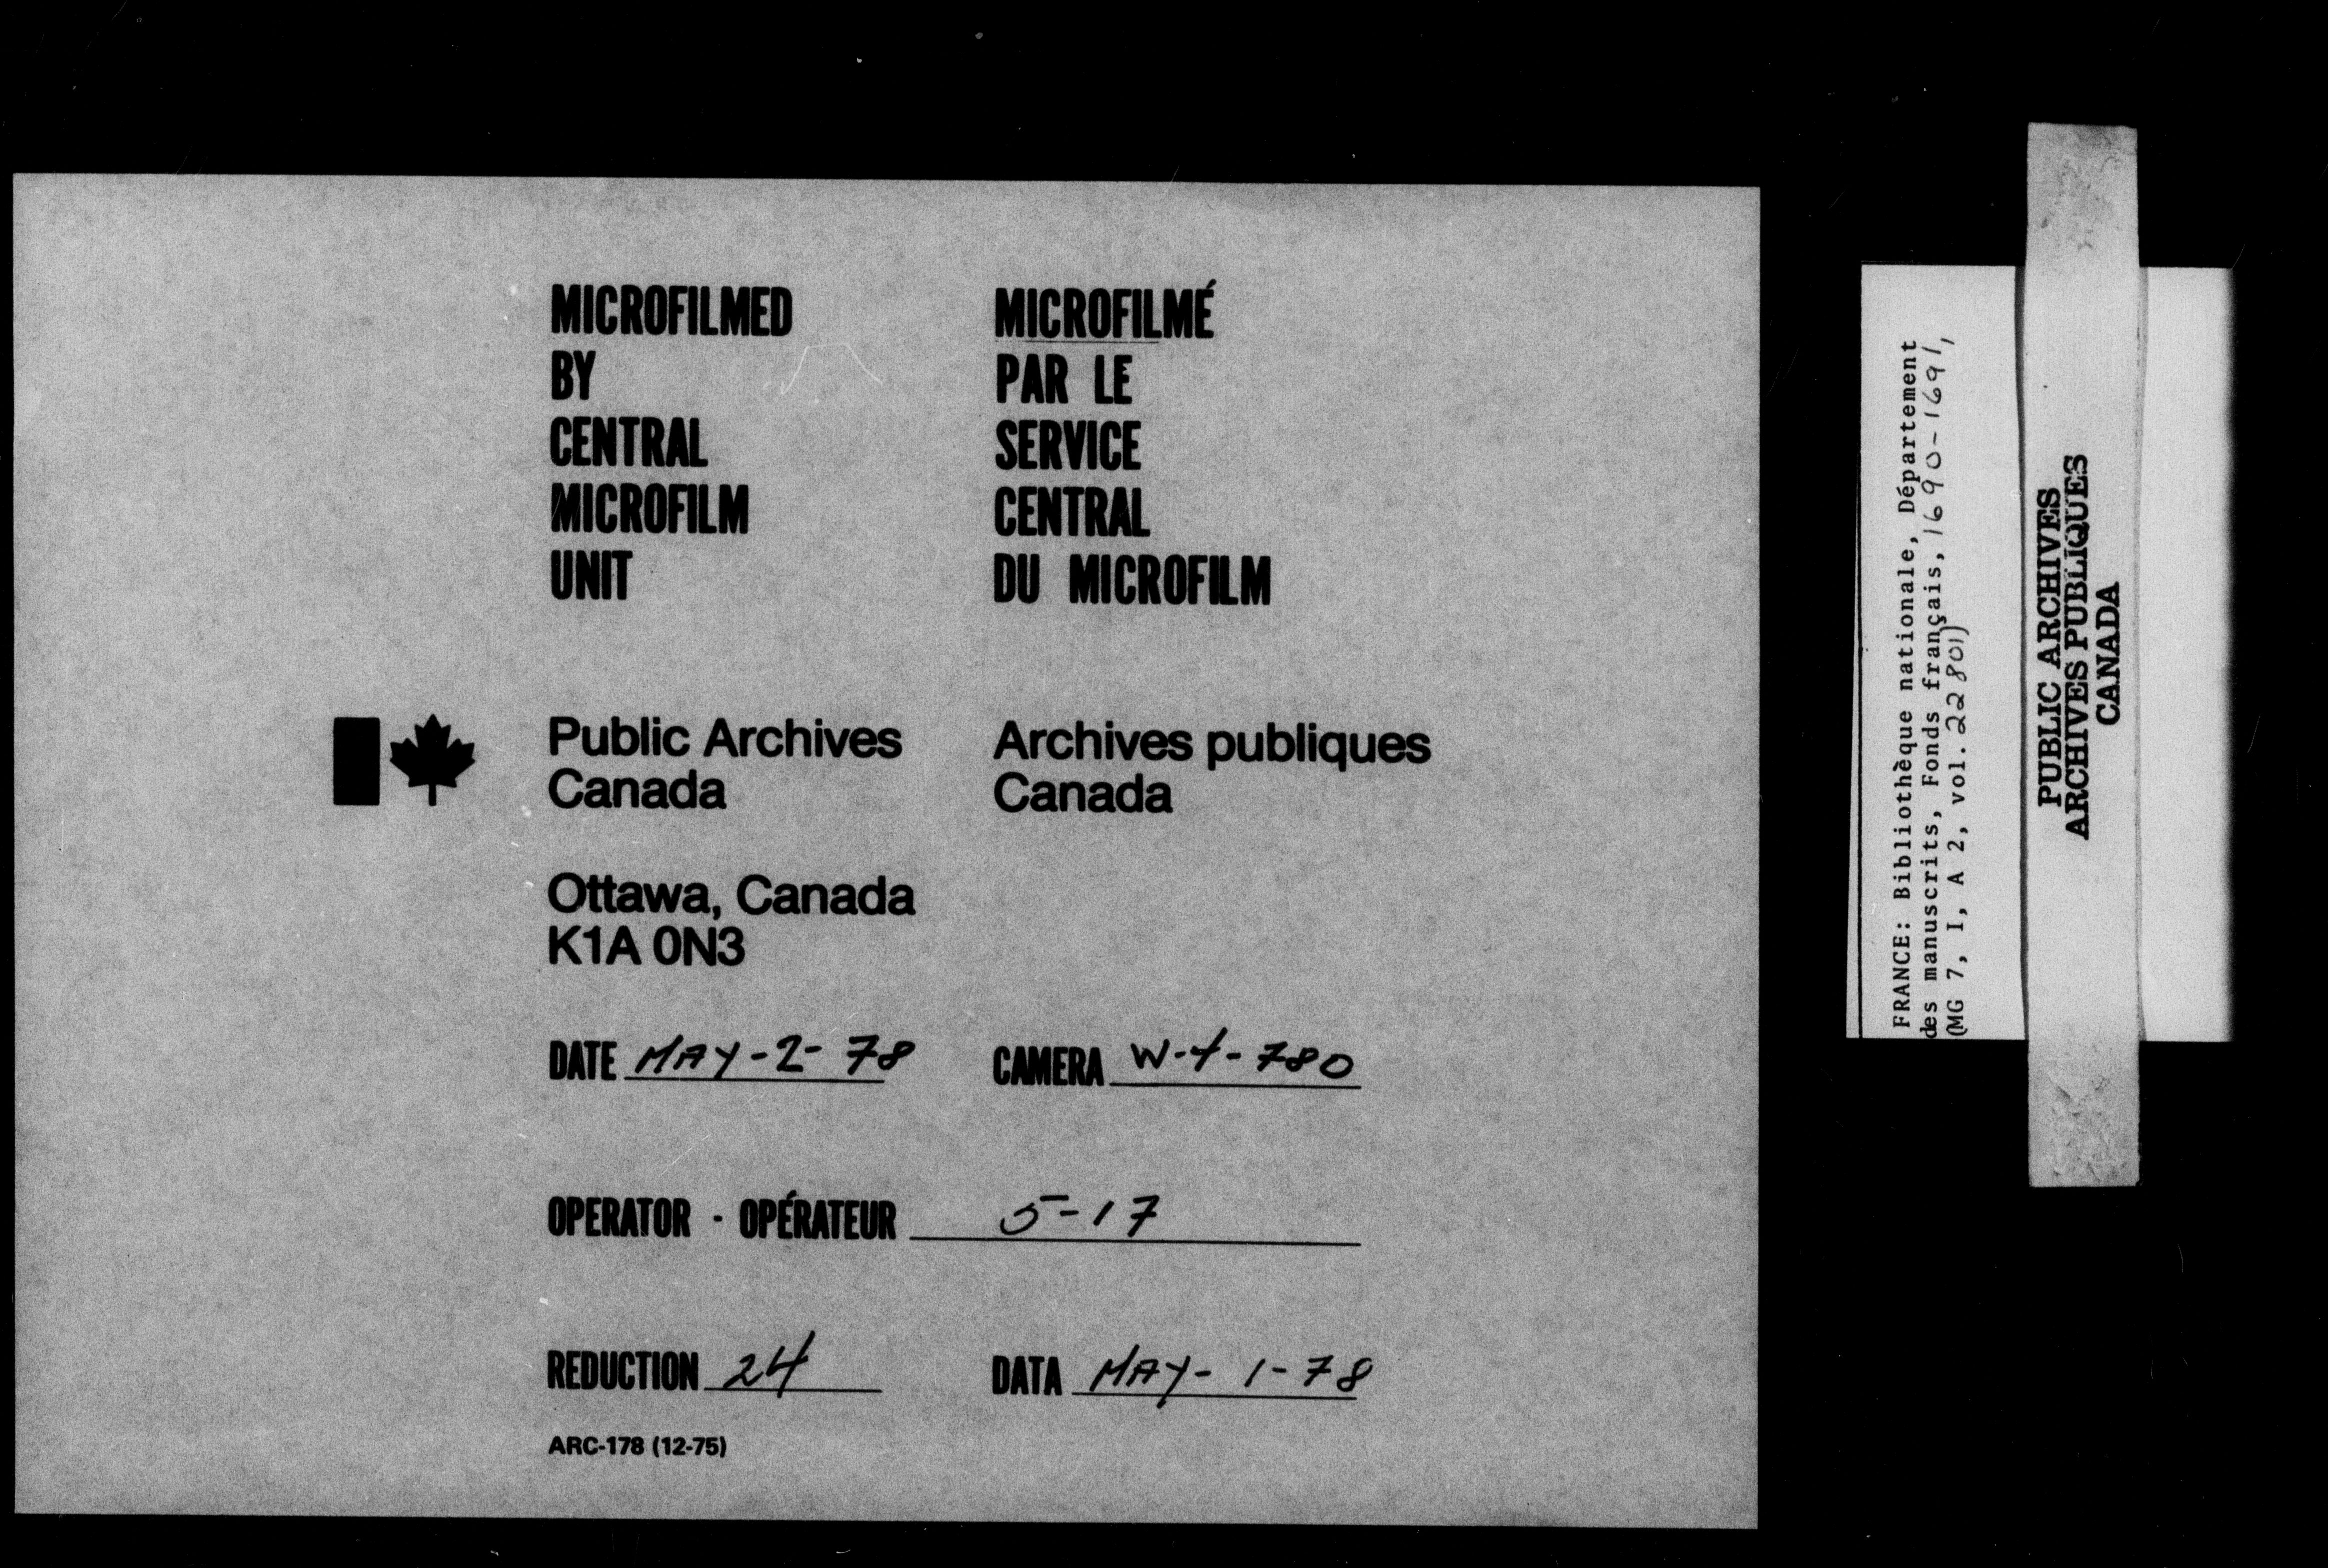 MICROFILMED
BY
CENTRAL
MICROFILM
UNIT
MICROFILMÉ
PAR LE
SERVICE
CENTRAL
DU MICROFILM
Public Archives
Canada
Archives publiques
Canada
Ottawa, Canada
K1A 0N3
DATE MAY-2-78
CAMERA W-4-780
OPERATOR - OPÉRATEUR 5-17
REDUCTION 24
DATA MAY-1-78
ARC-178 (12-75)
FRANCE: Bibliothèque nationale, Département
des manuscrits, Fonds français, 1690-1691,
(MG 7, I, A 2, vol. 22801)
PUBLIC ARCHIVES
ARCHIVES PUBLIQUES
CANADA